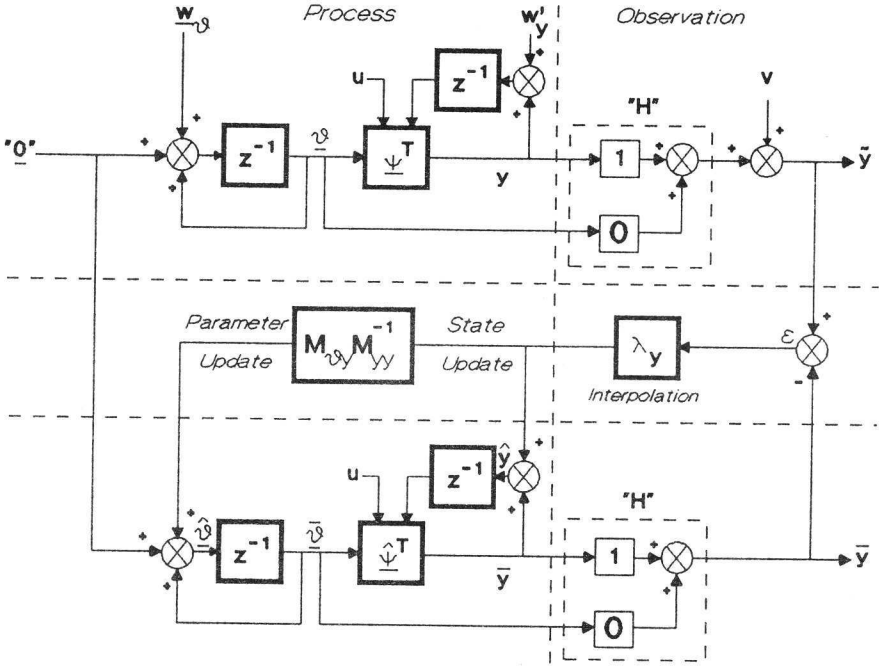 w_ϑ
Process
w'_y
Observation
u
z⁻¹
v
"H"
"0"
+
+
z⁻¹
ϑ
ψ^T
y
+
+
1
+
+
+
+
ỹ
0
Parameter
Update
M_ϑy M_yy⁻¹
State
Update
λ_y
Interpolation
ε
+
-
u
z⁻¹
ŷ
+
+
"H"
+
+
+
ϑ̂
z⁻¹
ϑ̄
ψ̂^T
ȳ
1
+
+
ȳ
0